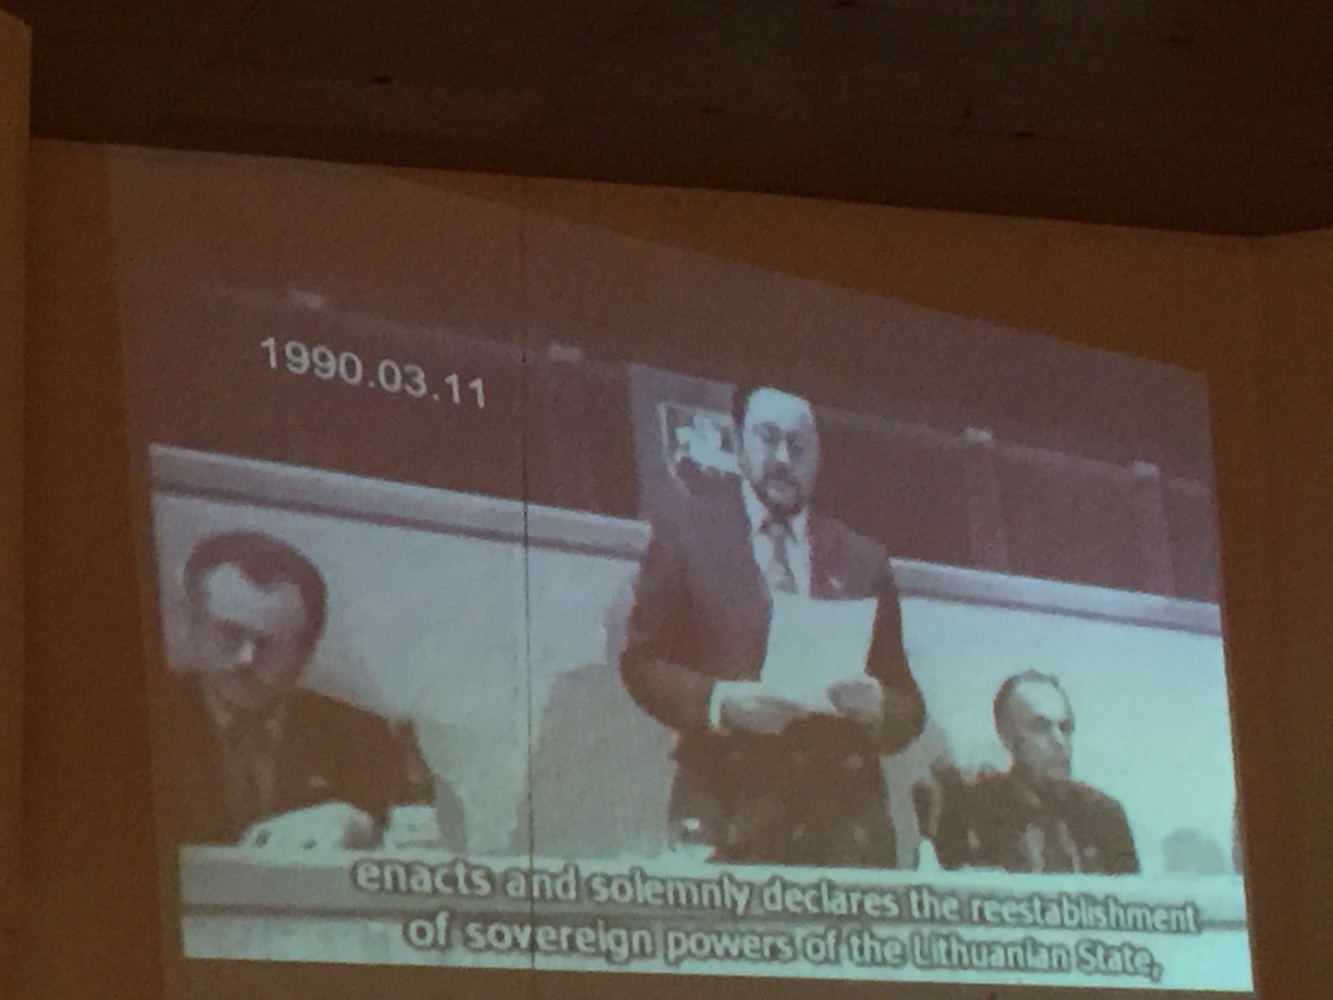 1990.03.11
enacts and solemnly declares the reestablishment
of sovereign powers of the Lithuanian State,